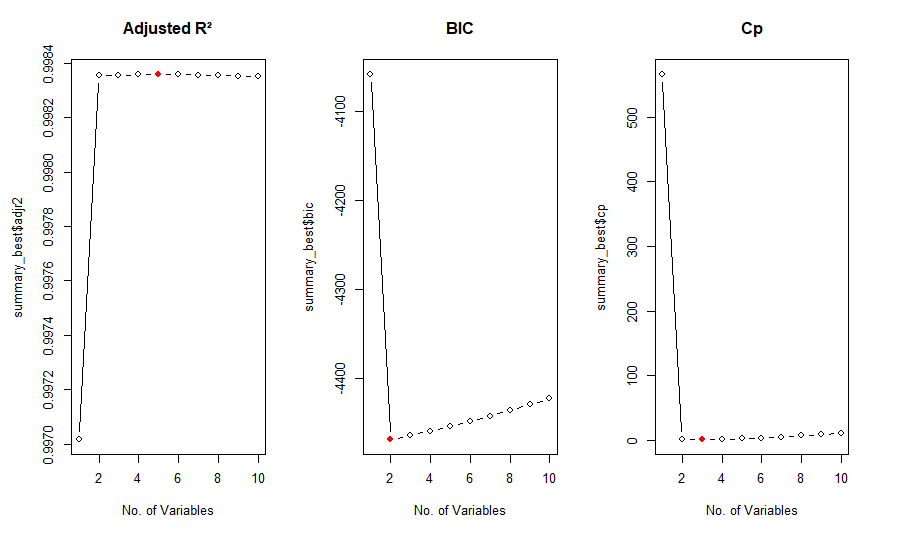 Adjusted R²
summary_best$adjr2
0.9970 0.9972 0.9974 0.9976 0.9978 0.9980 0.9982 0.9984
2 4 6 8 10
No. of Variables
BIC
summary_best$bic
-4400 -4300 -4200 -4100
2 4 6 8 10
No. of Variables
Cp
summary_best$cp
0 100 200 300 400 500
2 4 6 8 10
No. of Variables